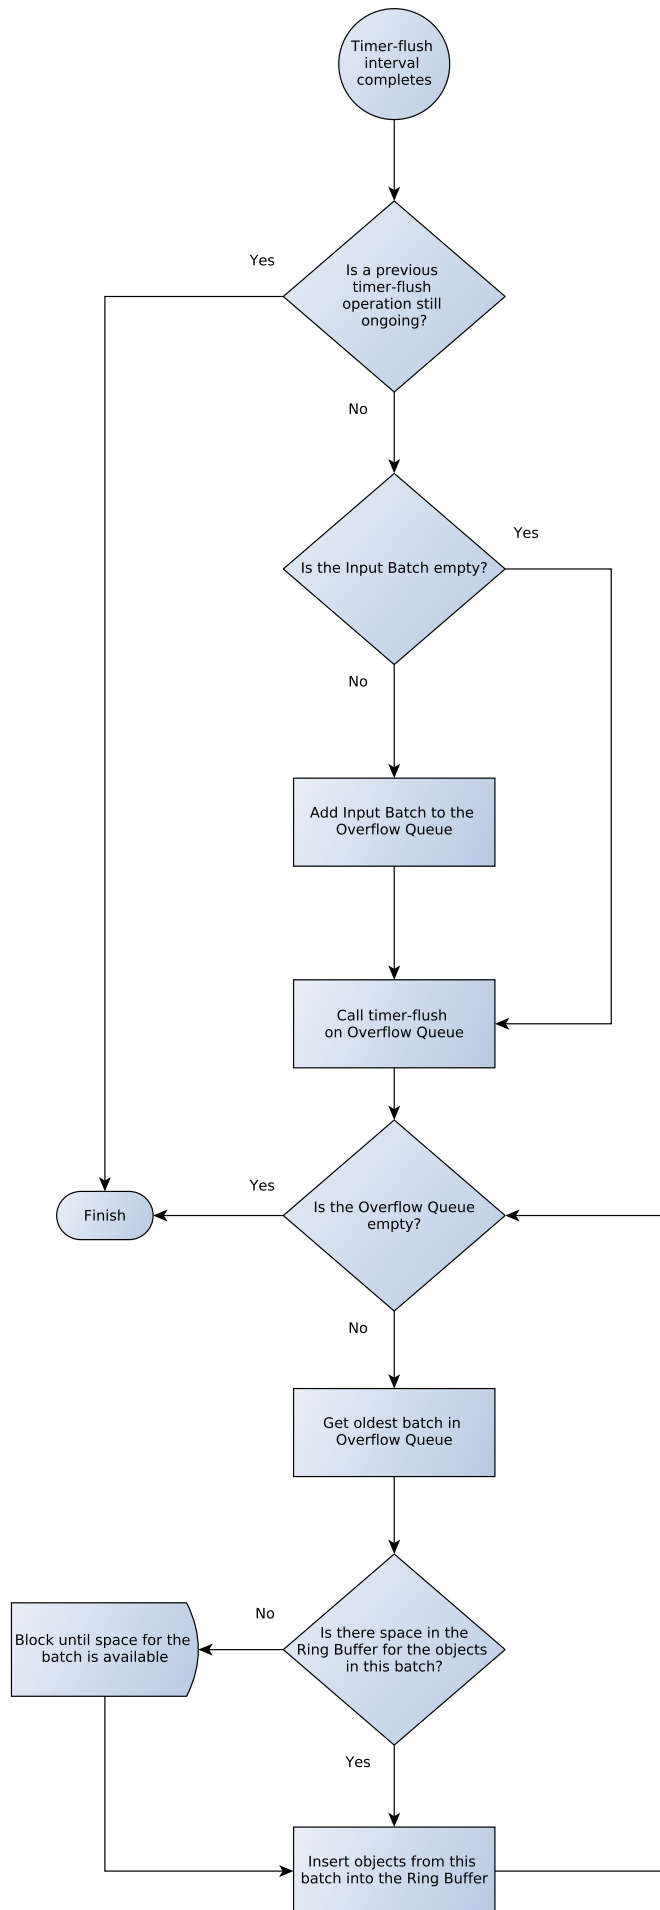 Timer-flush
interval
completes
Yes
Is a previous
timer-flush
operation still
ongoing?
No
Yes
Is the Input Batch empty?
No
Add Input Batch to the
Overflow Queue
Call timer-flush
on Overflow Queue
Yes
Finish
Is the Overflow Queue
empty?
No
Get oldest batch in
Overflow Queue
No
Block until space for the
batch is available
Is there space in the
Ring Buffer for the objects
in this batch?
Yes
Insert objects from this
batch into the Ring Buffer